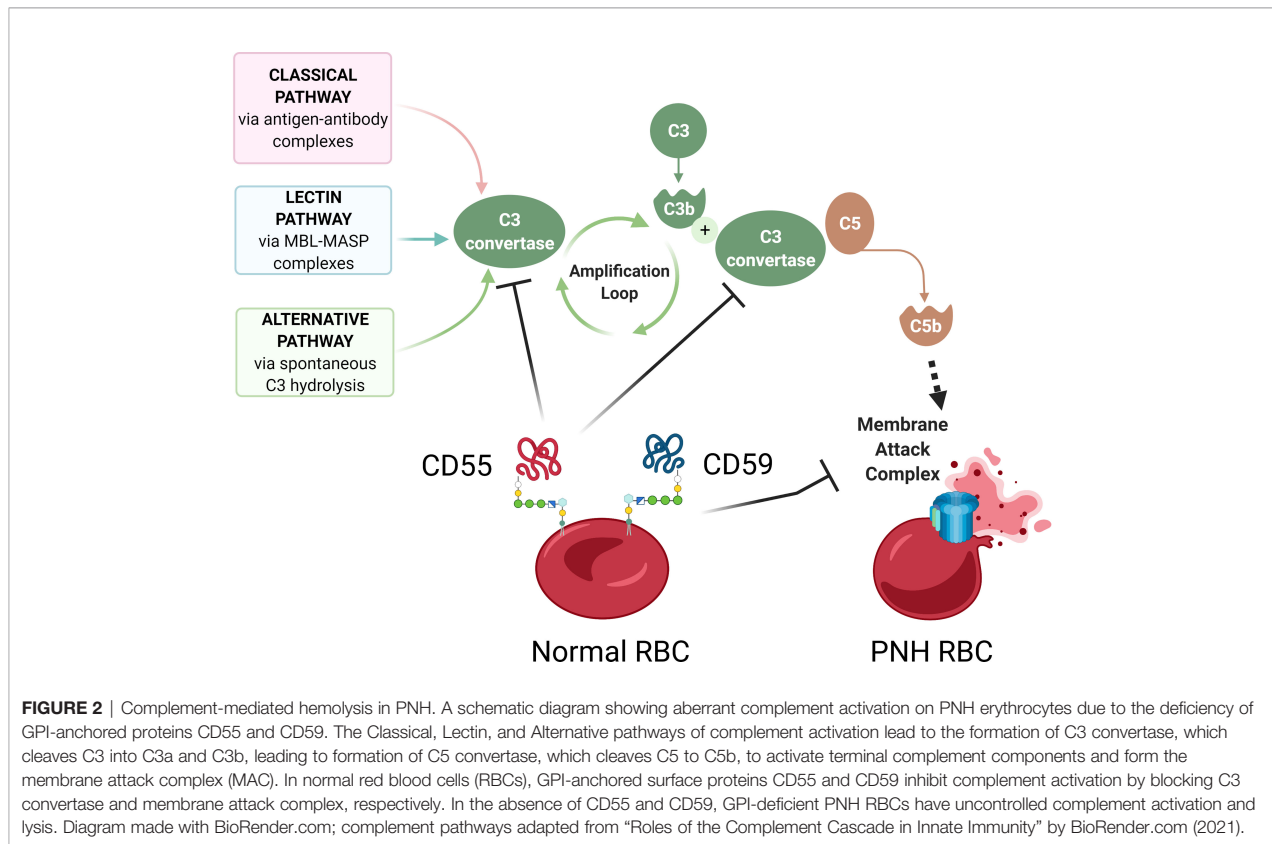 CLASSICAL
PATHWAY
via antigen-antibody
complexes
LECTIN
PATHWAY
via MBL-MASP
complexes
ALTERNATIVE
PATHWAY
via spontaneous
C3 hydrolysis
C3
convertase
Amplification
Loop
C3
C3b
+
C3
convertase
C5
C5b
Membrane
Attack
Complex
CD55
CD59
Normal RBC
PNH RBC
FIGURE 2 | Complement-mediated hemolysis in PNH. A schematic diagram showing aberrant complement activation on PNH erythrocytes due to the deficiency of
GPI-anchored proteins CD55 and CD59. The Classical, Lectin, and Alternative pathways of complement activation lead to the formation of C3 convertase, which
cleaves C3 into C3a and C3b, leading to formation of C5 convertase, which cleaves C5 to C5b, to activate terminal complement components and form the
membrane attack complex (MAC). In normal red blood cells (RBCs), GPI-anchored surface proteins CD55 and CD59 inhibit complement activation by blocking C3
convertase and membrane attack complex, respectively. In the absence of CD55 and CD59, GPI-deficient PNH RBCs have uncontrolled complement activation and
lysis. Diagram made with BioRender.com; complement pathways adapted from “Roles of the Complement Cascade in Innate Immunity” by BioRender.com (2021).